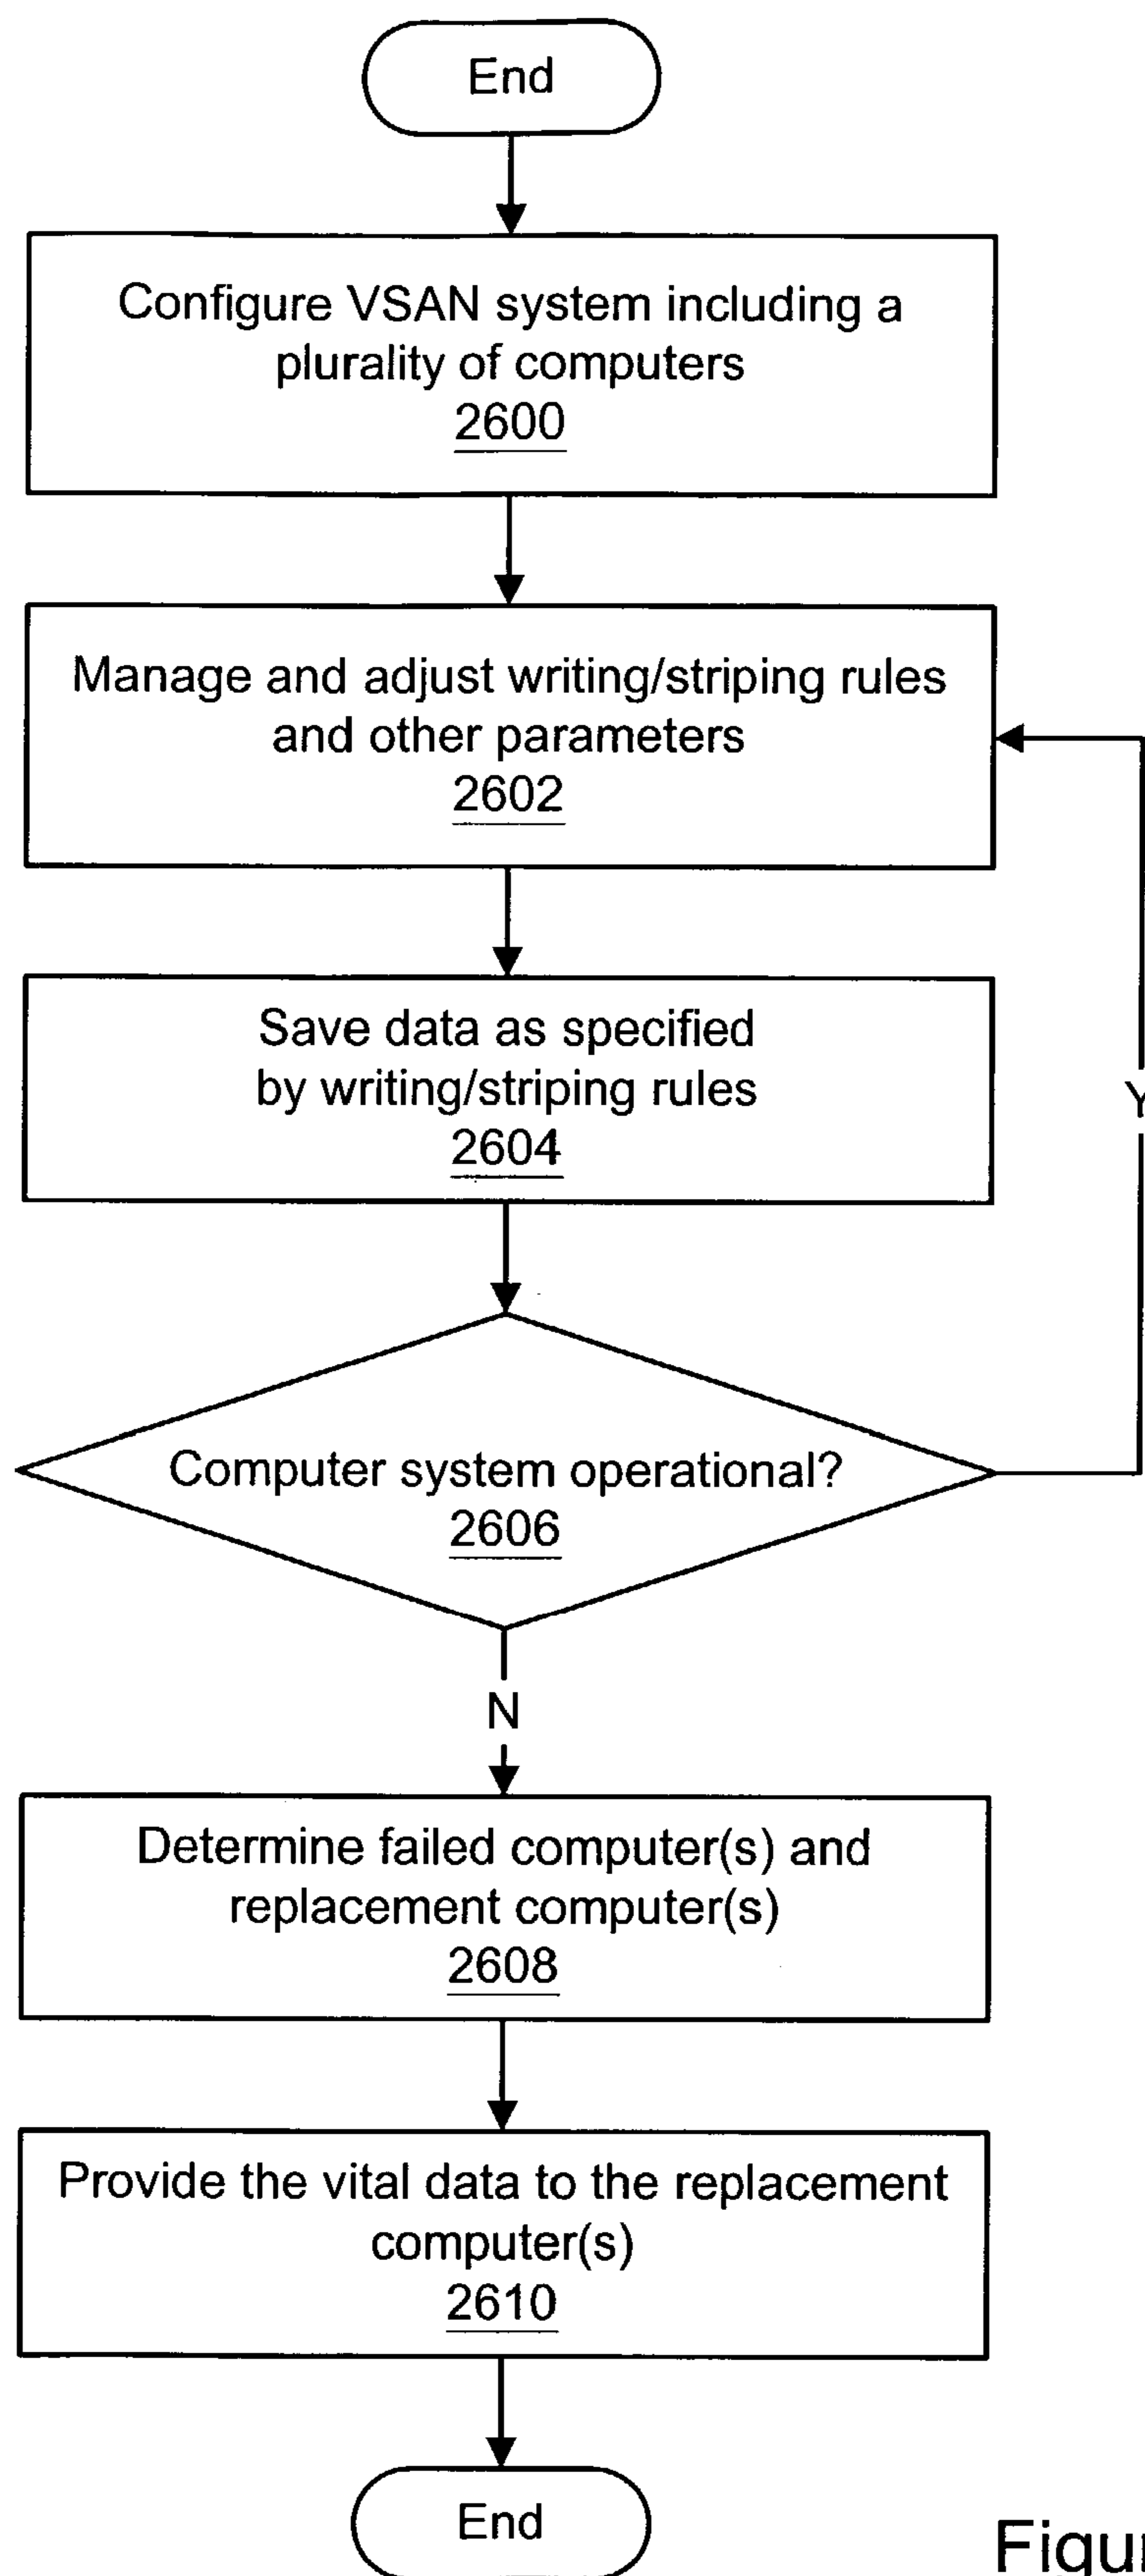 End
Configure VSAN system including a
plurality of computers
2600
Manage and adjust writing/striping rules
and other parameters
2602
Save data as specified
by writing/striping rules
2604
Y
Computer system operational?
2606
N
Determine failed computer(s) and
replacement computer(s)
2608
Provide the vital data to the replacement
computer(s)
2610
End